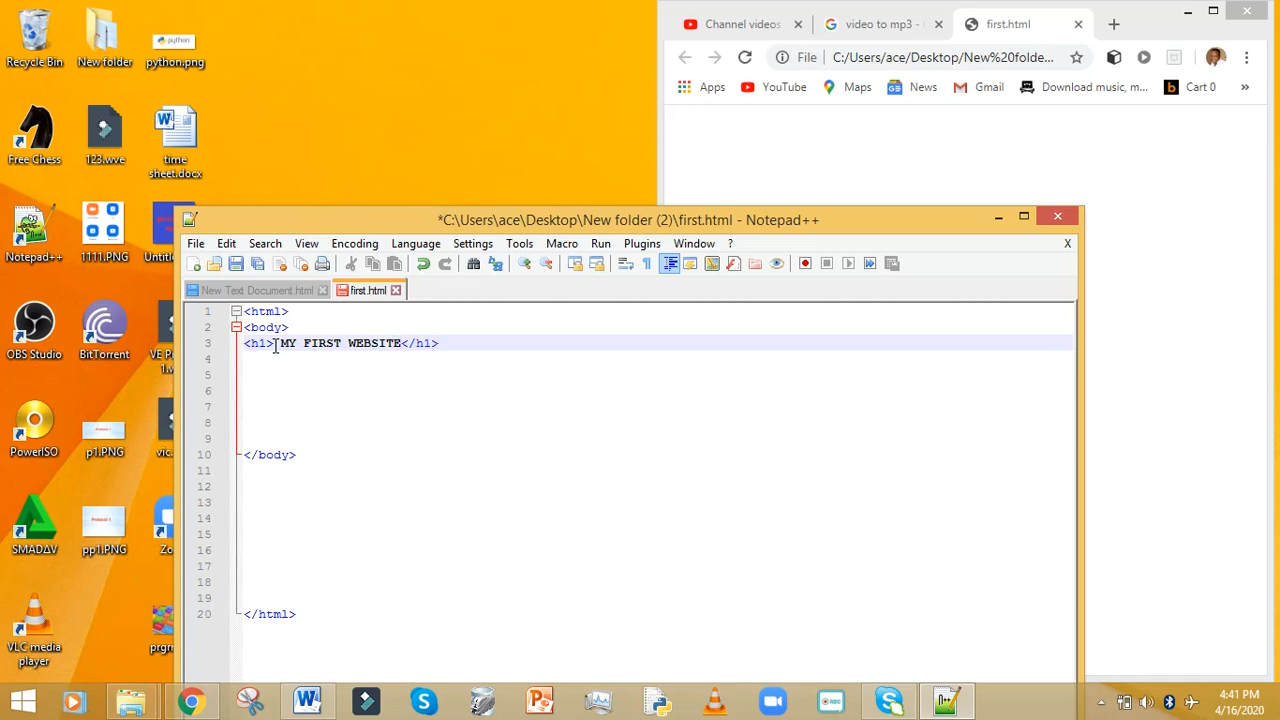 Recycle Bin
New folder
python
python.png
Free Chess
123.wve
time sheet.docx
Notepad++
1111.PNG
OBS Studio
BitTorrent
PowerISO
p1.PNG
vic.
SMADΔV
pp1.PNG
VLC media player
Channel videos
video to mp3 -
first.html
File
C:/Users/ace/Desktop/New%20folde...
Apps
YouTube
Maps
News
Gmail
Download music, m...
Cart 0
»
*C:\Users\ace\Desktop\New folder (2)\first.html - Notepad++
File Edit Search View Encoding Language Settings Tools Macro Run Plugins Window ? X
New Text Document.html
first.html
1 <html>
2 <body>
3 <h1> MY FIRST WEBSITE</h1>
4
5
6
7
8
9
10 </body>
11
12
13
14
15
16
17
18
19
20 </html>
4:41 PM
4/16/2020